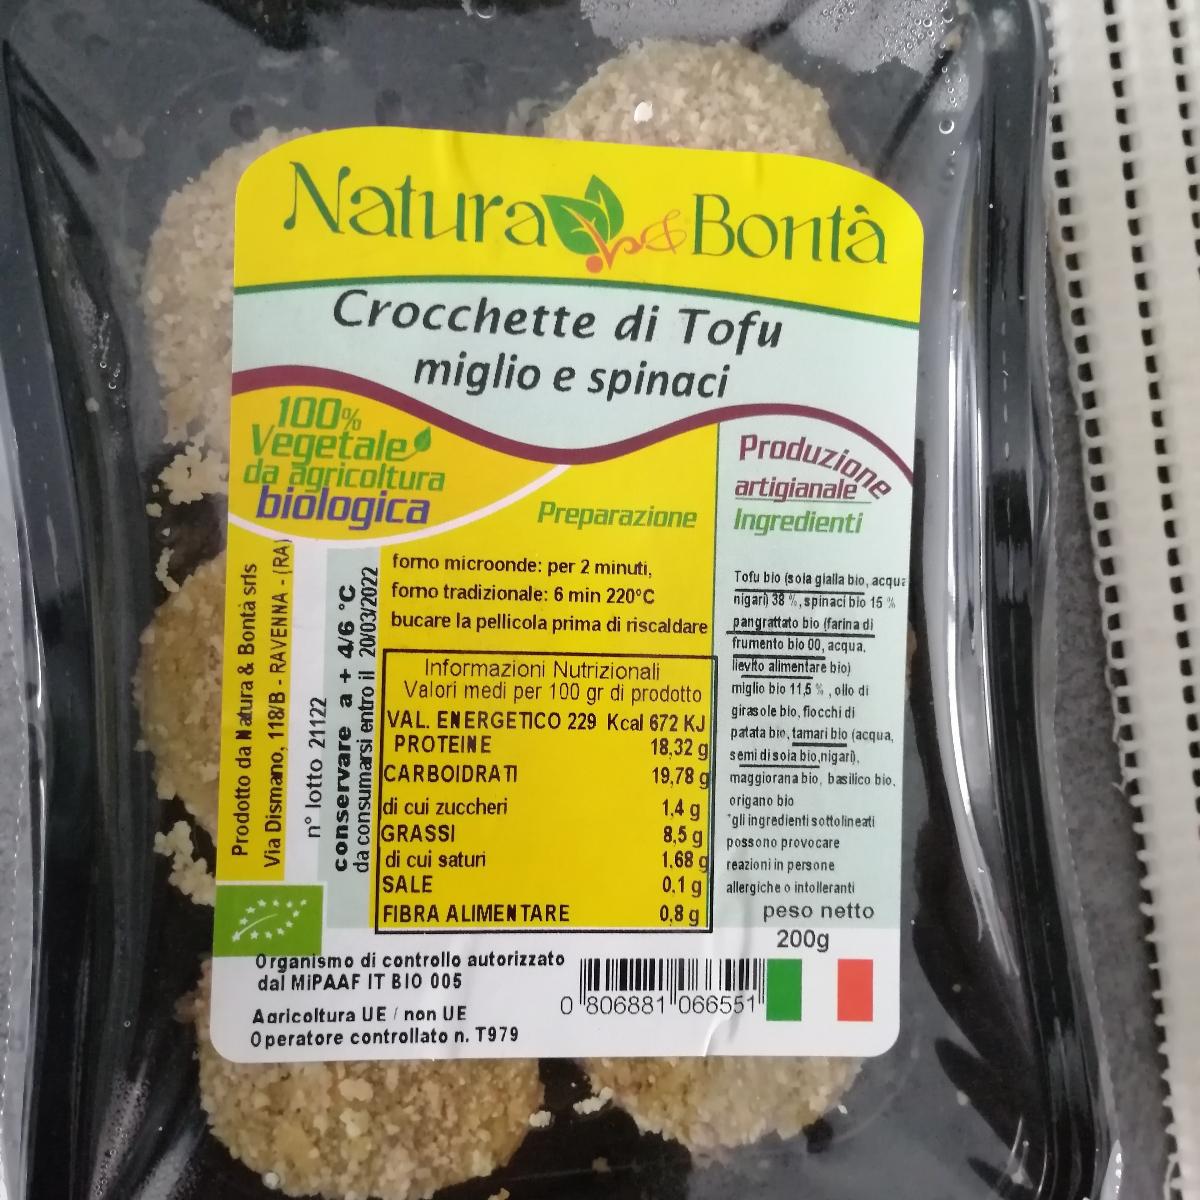 Natura & Bontà
Crocchette di Tofu
miglio e spinaci
100%
Vegetale
da agricoltura
biologica
Produzione
artigianale
Preparazione
forno microonde: per 2 minuti,
forno tradizionale: 6 min 220°C
bucare la pellicola prima di riscaldare
Ingredienti
Tofu bio (soia gialla bio, acqua
nigari) 38 %, spinaci bio 15 %
pangrattato bio (farina di
frumento bio 00, acqua,
lievito alimentare bio)
miglio bio 11,5 % , olio di
girasole bio, fiocchi di
patata bio, tamari bio (acqua,
semi di soia bio,nigari),
maggiorana bio, basilico bio,
origano bio
*gli ingredienti sottolineati
possono provocare
reazioni in persone
allergiche o intolleranti
peso netto
200g
Prodotto da Natura & Bontà srls
Via Dismano, 118/B - RAVENNA - (RA)
n° lotto 21122
conservare a + 4/6 °C
da consumarsi entro il 20/03/2022
Informazioni Nutrizionali
Valori medi per 100 gr di prodotto
VAL. ENERGETICO 229 Kcal 672 KJ
PROTEINE 18,32 g
CARBOIDRATI 19,78 g
di cui zuccheri 1,4 g
GRASSI 8,5 g
di cui saturi 1,68 g
SALE 0,1 g
FIBRA ALIMENTARE 0,8 g
Organismo di controllo autorizzato
dal MiPAAF IT BIO 005
Agricoltura UE / non UE
Operatore controllato n. T979
0 806881 066551